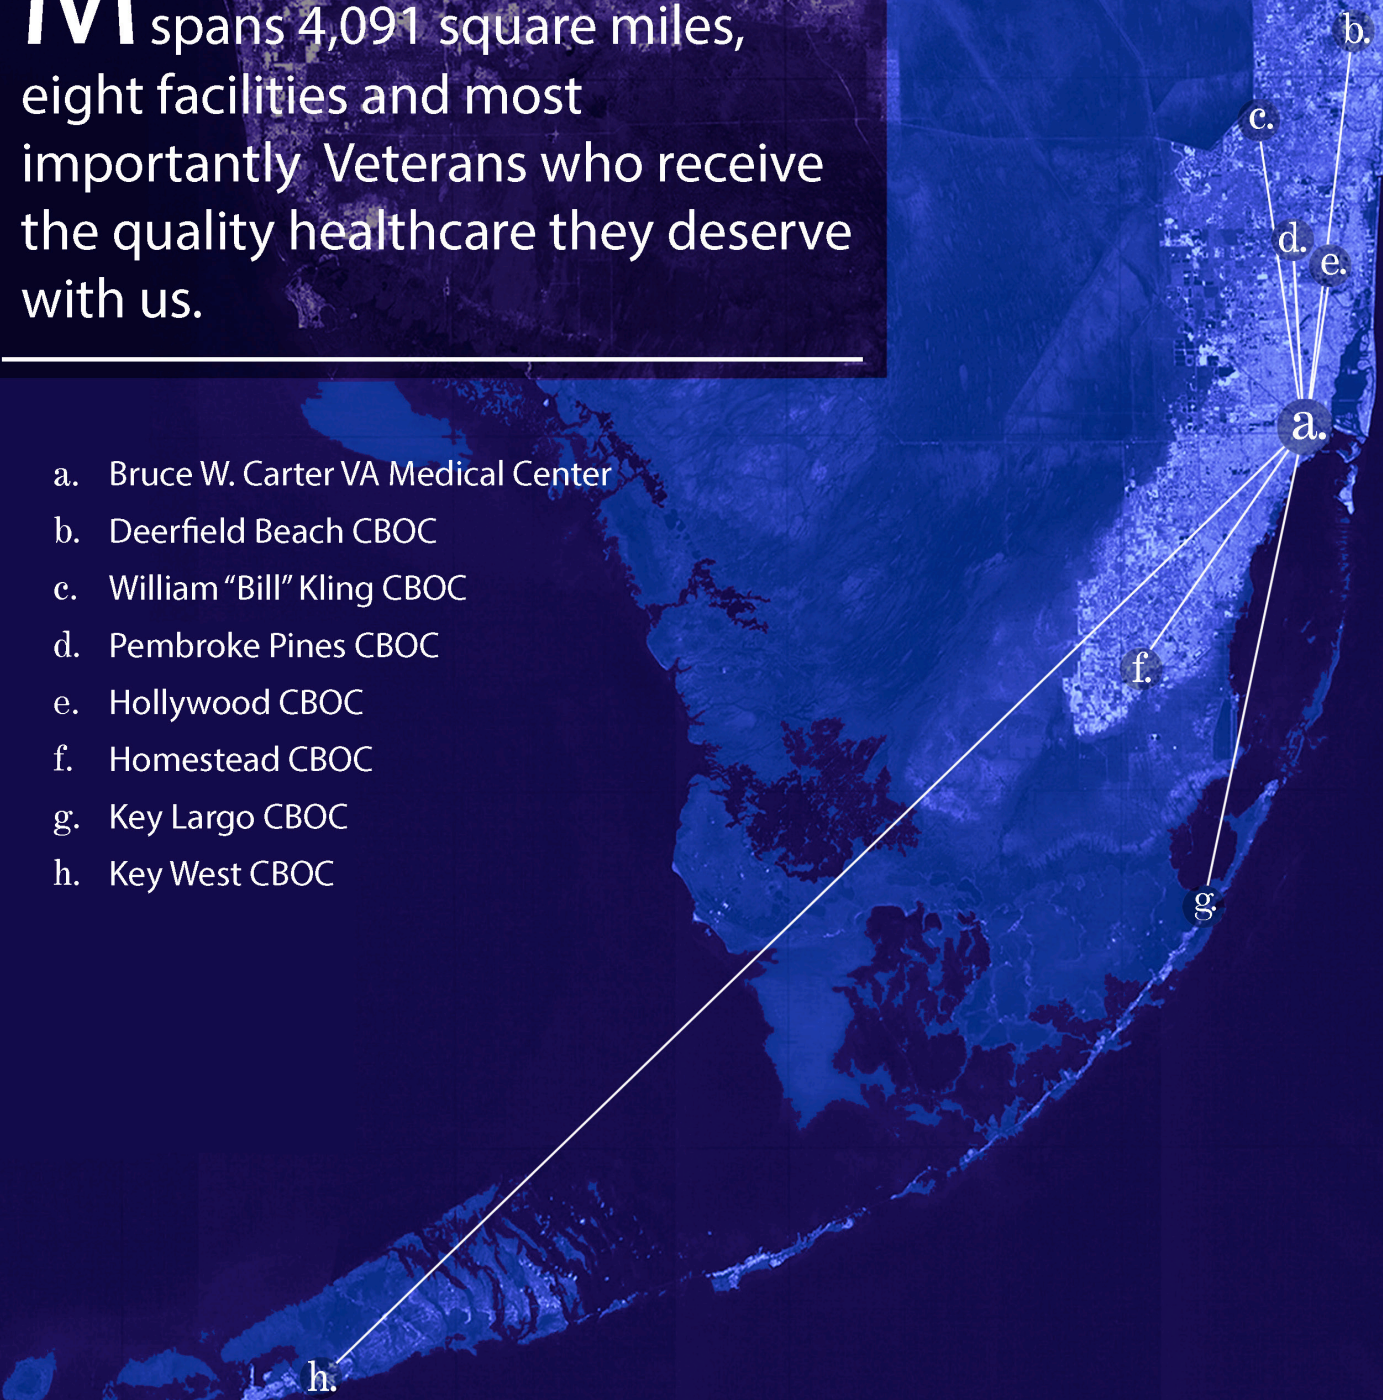 M spans 4,091 square miles,
eight facilities and most
importantly Veterans who receive
the quality healthcare they deserve
with us.
a. Bruce W. Carter VA Medical Center
b. Deerfield Beach CBOC
c. William “Bill” Kling CBOC
d. Pembroke Pines CBOC
e. Hollywood CBOC
f. Homestead CBOC
g. Key Largo CBOC
h. Key West CBOC
b.
c.
d.
e.
a.
f.
g.
h.